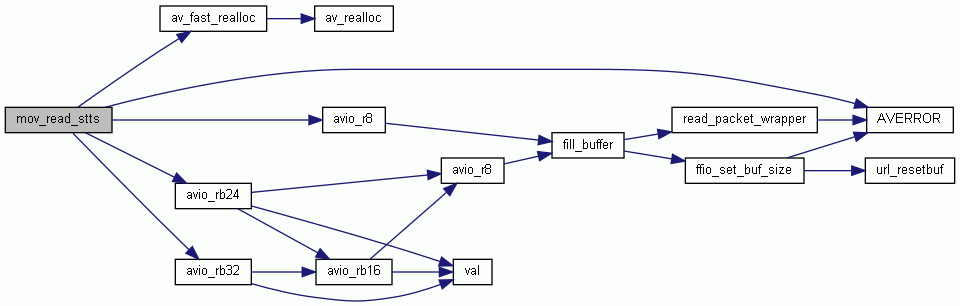 av_fast_realloc
av_realloc
mov_read_stts
avio_r8
read_packet_wrapper
AVERROR
fill_buffer
avio_r8
ffio_set_buf_size
url_resetbuf
avio_rb24
avio_rb32
avio_rb16
val